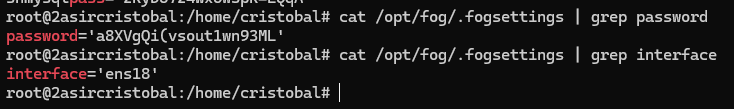 root@2asircristobal:/home/cristobal# cat /opt/fog/.fogsettings | grep password
password='a8XVgQi(vsout1wn93ML'
root@2asircristobal:/home/cristobal# cat /opt/fog/.fogsettings | grep interface
interface='ens18'
root@2asircristobal:/home/cristobal#